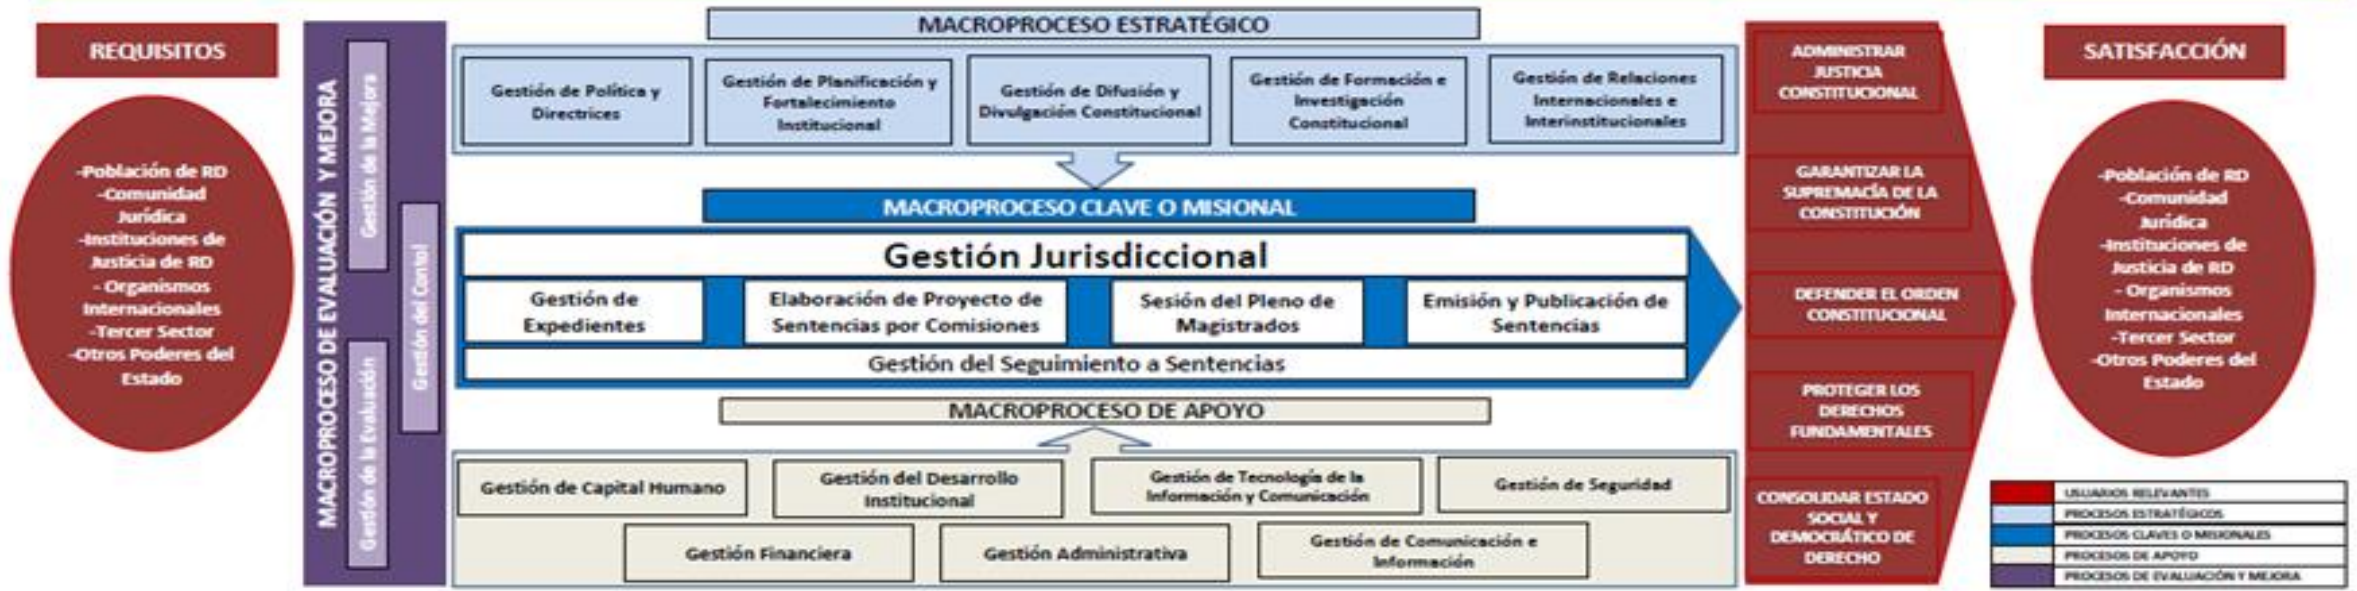 REQUISITOS
-Población de RD
-Comunidad
Jurídica
-Instituciones de
Justicia de RD
- Organismos
Internacionales
-Tercer Sector
-Otros Poderes del
Estado
MACROPROCESO DE EVALUACIÓN Y MEJORA
Gestión de la Mejora
Gestión de la Evaluación
Gestión del Contol
MACROPROCESO ESTRATÉGICO
Gestión de Política y
Directrices
Gestión de Planificación y
Fortalecimiento
Institucional
Gestión de Difusión y
Divulgación Constitucional
Gestión de Formación e
Investigación
Constitucional
Gestión de Relaciones
Internacionales e
Interinstitucionales
MACROPROCESO CLAVE O MISIONAL
Gestión Jurisdiccional
Gestión de
Expedientes
Elaboración de Proyecto de
Sentencias por Comisiones
Sesión del Pleno de
Magistrados
Emisión y Publicación de
Sentencias
Gestión del Seguimiento a Sentencias
MACROPROCESO DE APOYO
Gestión de Capital Humano
Gestión del Desarrollo
Institucional
Gestión de Tecnología de la
Información y Comunicación
Gestión de Seguridad
Gestión Financiera
Gestión Administrativa
Gestión de Comunicación e
Información
ADMINISTRAR
JUSTICIA
CONSTITUCIONAL
GARANTIZAR LA
SUPREMACÍA DE LA
CONSTITUCIÓN
DEFENDER EL ORDEN
CONSTITUCIONAL
PROTEGER LOS
DERECHOS
FUNDAMENTALES
CONSOLIDAR ESTADO
SOCIAL Y
DEMOCRÁTICO DE
DERECHO
SATISFACCIÓN
-Población de RD
-Comunidad
Jurídica
-Instituciones de
Justicia de RD
- Organismos
Internacionales
-Tercer Sector
-Otros Poderes del
Estado
USUARIOS RELEVANTES
PROCESOS ESTRATÉGICOS
PROCESOS CLAVES O MISIONALES
PROCESOS DE APOYO
PROCESOS DE EVALUACIÓN Y MEJORA